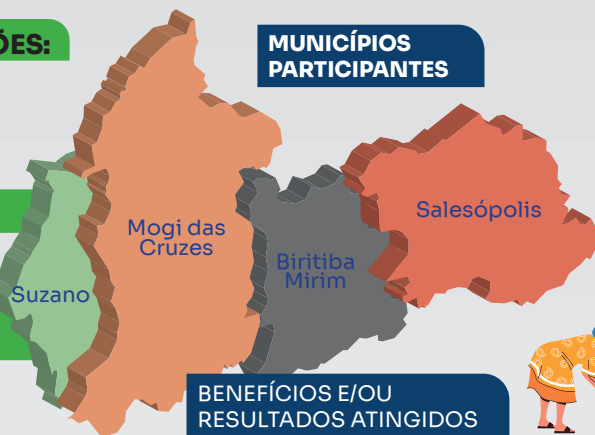 ÕES:
MUNICÍPIOS
PARTICIPANTES
Salesópolis
Mogi das
Cruzes
Biritiba
Mirim
Suzano
BENEFÍCIOS E/OU
RESULTADOS ATINGIDOS